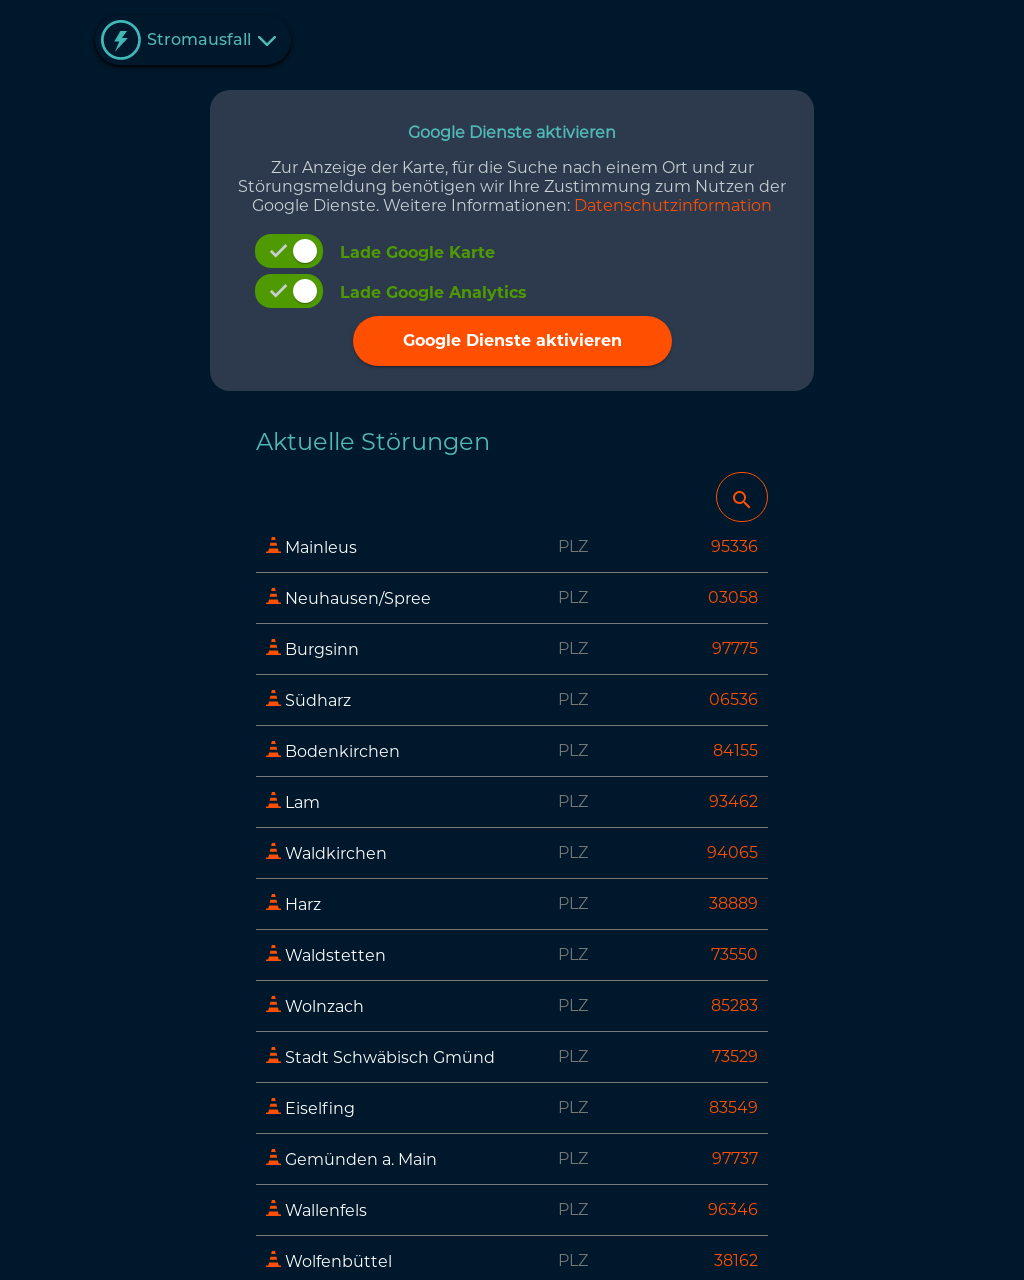 Stromausfall
Google Dienste aktivieren
Zur Anzeige der Karte, für die Suche nach einem Ort und zur
Störungsmeldung benötigen wir Ihre Zustimmung zum Nutzen der
Google Dienste. Weitere Informationen: Datenschutzinformation
Lade Google Karte
Lade Google Analytics
Google Dienste aktivieren
Aktuelle Störungen
Mainleus PLZ 95336
Neuhausen/Spree PLZ 03058
Burgsinn PLZ 97775
Südharz PLZ 06536
Bodenkirchen PLZ 84155
Lam PLZ 93462
Waldkirchen PLZ 94065
Harz PLZ 38889
Waldstetten PLZ 73550
Wolnzach PLZ 85283
Stadt Schwäbisch Gmünd PLZ 73529
Eiselfing PLZ 83549
Gemünden a. Main PLZ 97737
Wallenfels PLZ 96346
Wolfenbüttel PLZ 38162